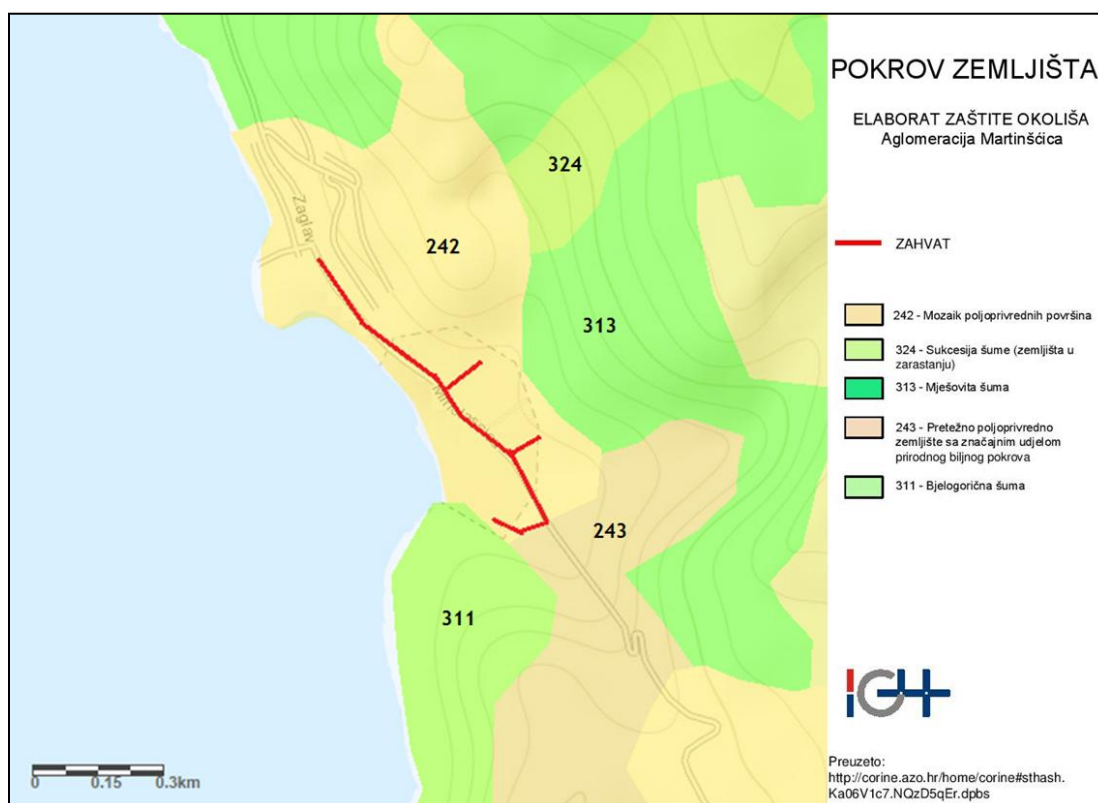 POKROV ZEMLJIŠTA
ELABORAT ZAŠTITE OKOLIŠA
Aglomeracija Martinšćica
ZAHVAT
242 - Mozaik poljoprivrednih površina
324 - Sukcesija šume (zemljišta u
zarastanju)
313 - Mješovita šuma
243 - Pretežno poljoprivredno
zemljište sa značajnim udjelom
prirodnog biljnog pokrova
311 - Bjelogorična šuma
324
Zaglav
242
313
243
311
0 0.15 0.3km
IGH
Preuzeto:
http://corine.azo.hr/home/corine#sthash.
Ka06V1c7.NQzD5qEr.dpbs